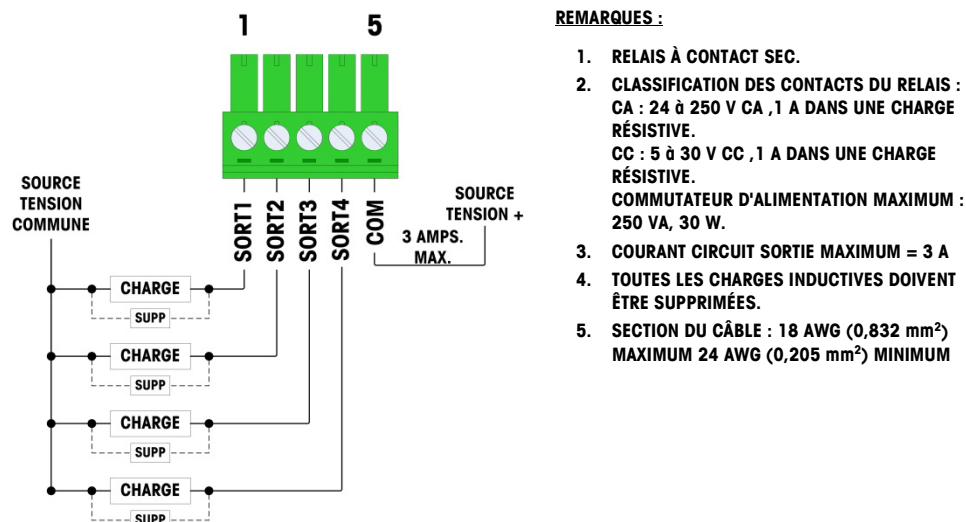 1 5
SORT1 SORT2 SORT3 SORT4 COM
SOURCE
TENSION
COMMUNE
SOURCE
TENSION +
3 AMPS.
MAX.
CHARGE
SUPP
CHARGE
SUPP
CHARGE
SUPP
CHARGE
SUPP
REMARQUES :
1. RELAIS À CONTACT SEC.
2. CLASSIFICATION DES CONTACTS DU RELAIS :
CA : 24 à 250 V CA ,1 A DANS UNE CHARGE
RÉSISTIVE.
CC : 5 à 30 V CC ,1 A DANS UNE CHARGE
RÉSISTIVE.
COMMUTATEUR D'ALIMENTATION MAXIMUM :
250 VA, 30 W.
3. COURANT CIRCUIT SORTIE MAXIMUM = 3 A
4. TOUTES LES CHARGES INDUCTIVES DOIVENT
ÊTRE SUPPRIMÉES.
5. SECTION DU CÂBLE : 18 AWG (0,832 mm²)
MAXIMUM 24 AWG (0,205 mm²) MINIMUM